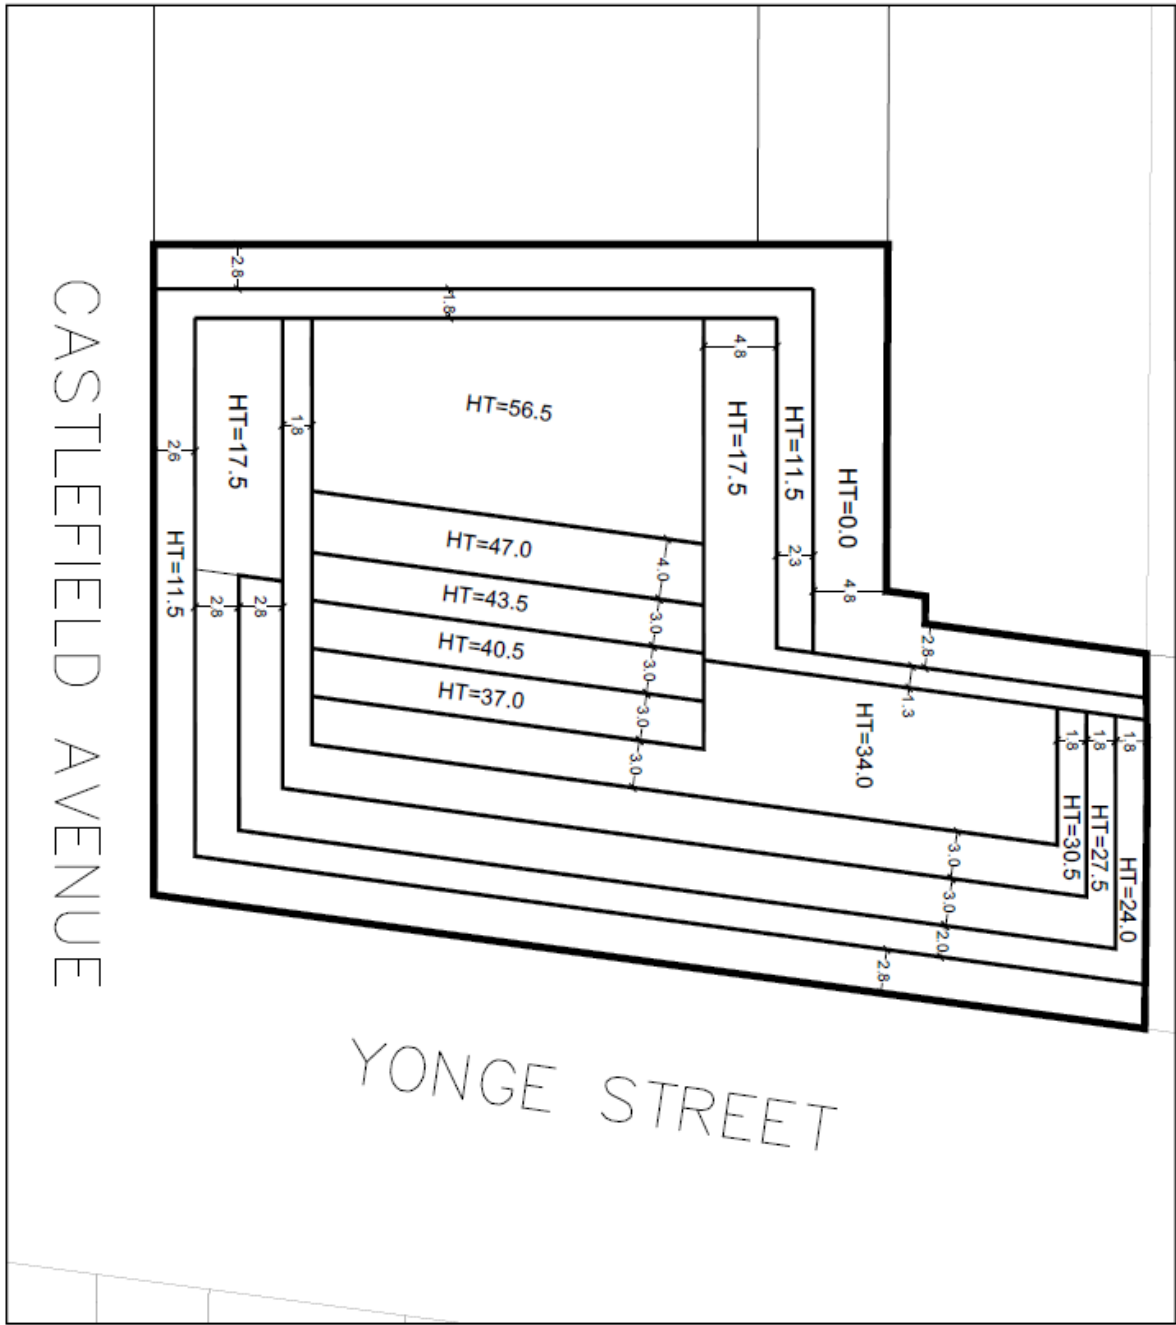 2.8
1.8
4.8
HT=56.5
HT=17.5
1.8
HT=17.5
HT=11.5
2.6
HT=0.0
HT=47.0
4.0
2.3
4.8
HT=11.5
HT=43.5
3.0
2.8
2.8
HT=40.5
3.0
2.8
HT=37.0
3.0
1.3
HT=34.0
3.0
1.8
1.8
1.8
HT=30.5
HT=27.5
HT=24.0
3.0
3.0
2.0
2.8
CASTLEFIELD AVENUE
YONGE STREET